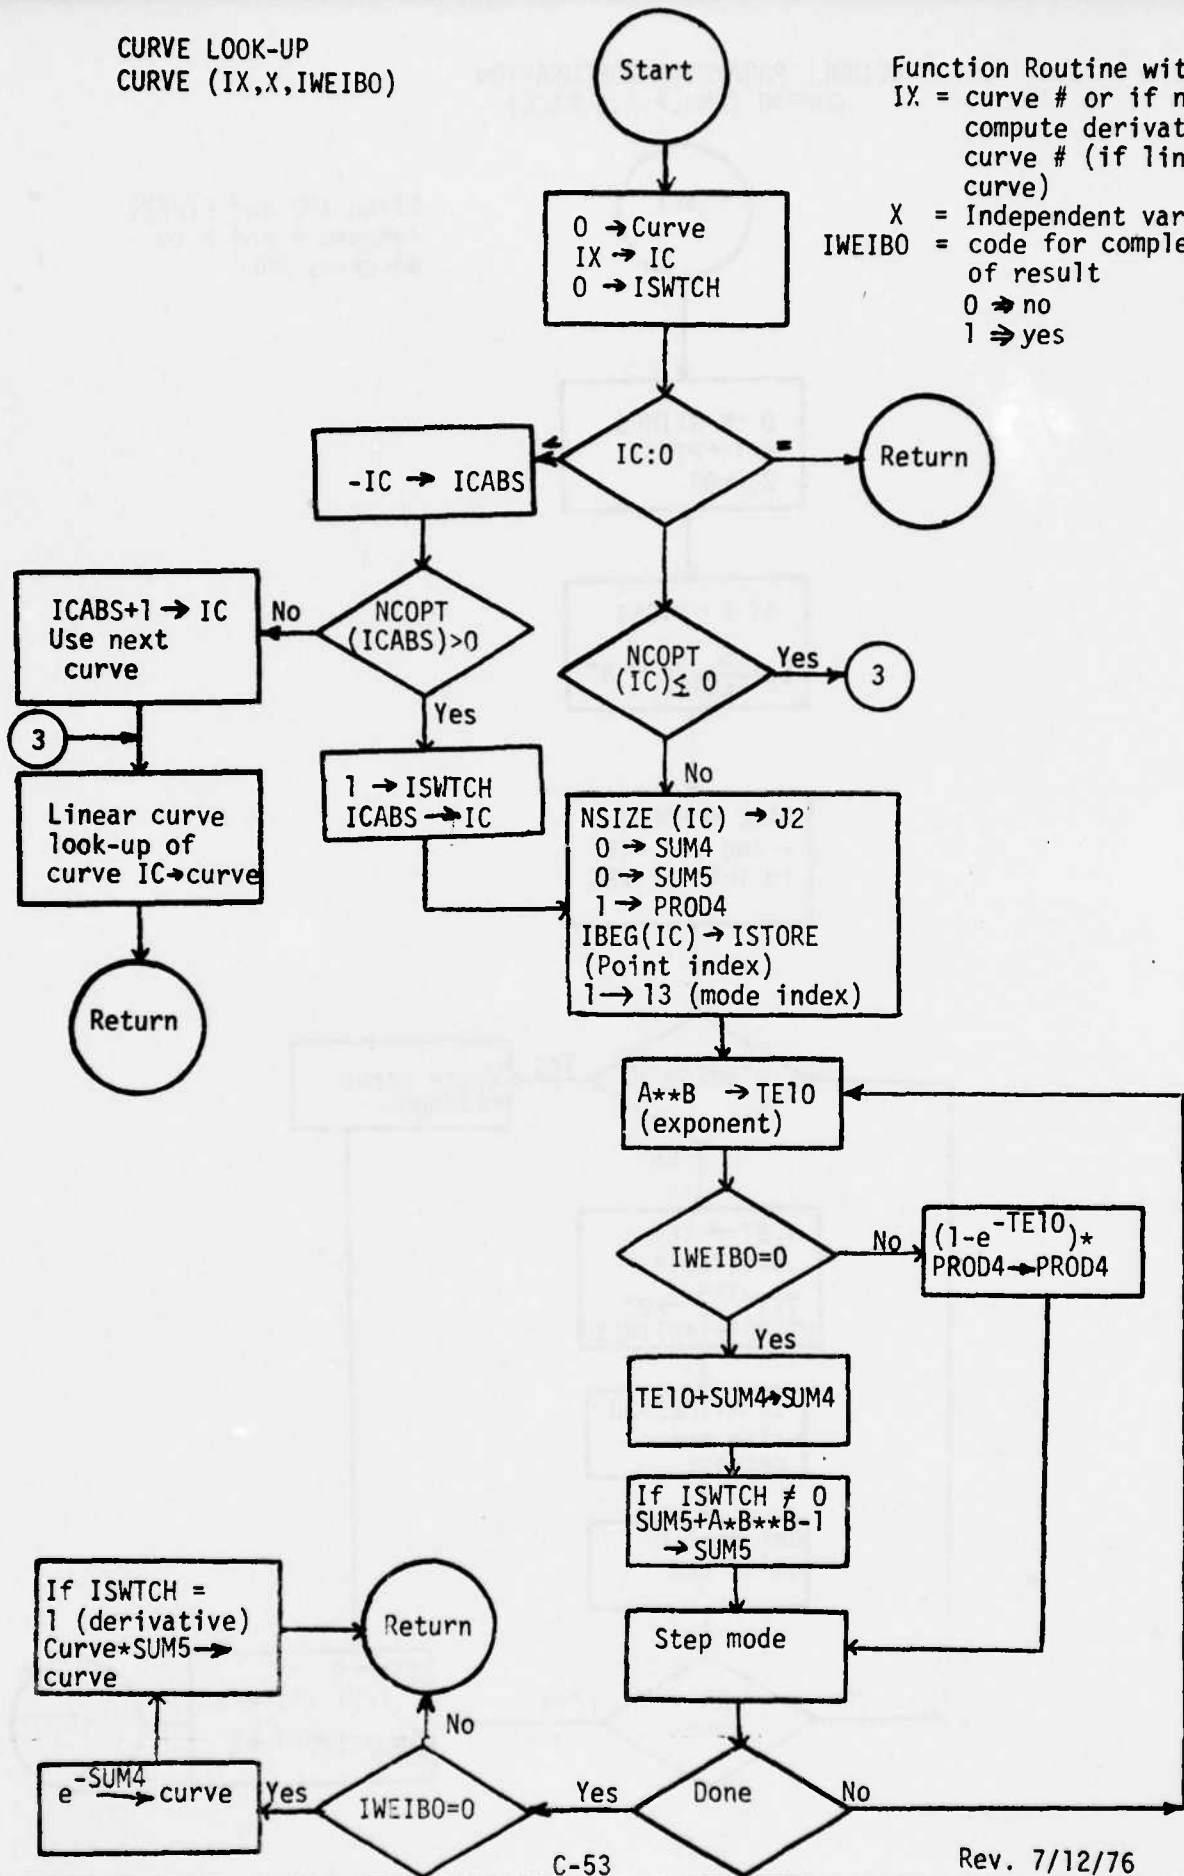 CURVE LOOK-UP
CURVE (IX,X,IWEIBO)
Start
Function Routine wit
IX = curve # or if n
compute derivat
curve # (if lin
curve)
X = Independent var
IWEIBO = code for comple
of result
0 ⇒ no
1 ⇒ yes
0 → Curve
IX → IC
0 → ISWTCH
IC:0
=
Return
-IC → ICABS
NCOPT
(ICABS)>0
No
ICABS+1 → IC
Use next
curve
Yes
NCOPT
(IC)≤ 0
Yes
3
3
Linear curve
look-up of
curve IC→curve
Return
1 → ISWTCH
ICABS → IC
No
NSIZE (IC) → J2
0 → SUM4
0 → SUM5
1 → PROD4
IBEG(IC) → ISTORE
(Point index)
1 → 13 (mode index)
A**B → TE10
(exponent)
IWEIBO=0
No
(1-e-TE10)*
PROD4→PROD4
Yes
TE10+SUM4→SUM4
If ISWTCH ≠ 0
SUM5+A*B**B-1
→ SUM5
Step mode
Done
No
Yes
IWEIBO=0
No
Return
Yes
e-SUM4 → curve
If ISWTCH =
1 (derivative)
Curve*SUM5→
curve
C-53
Rev. 7/12/76